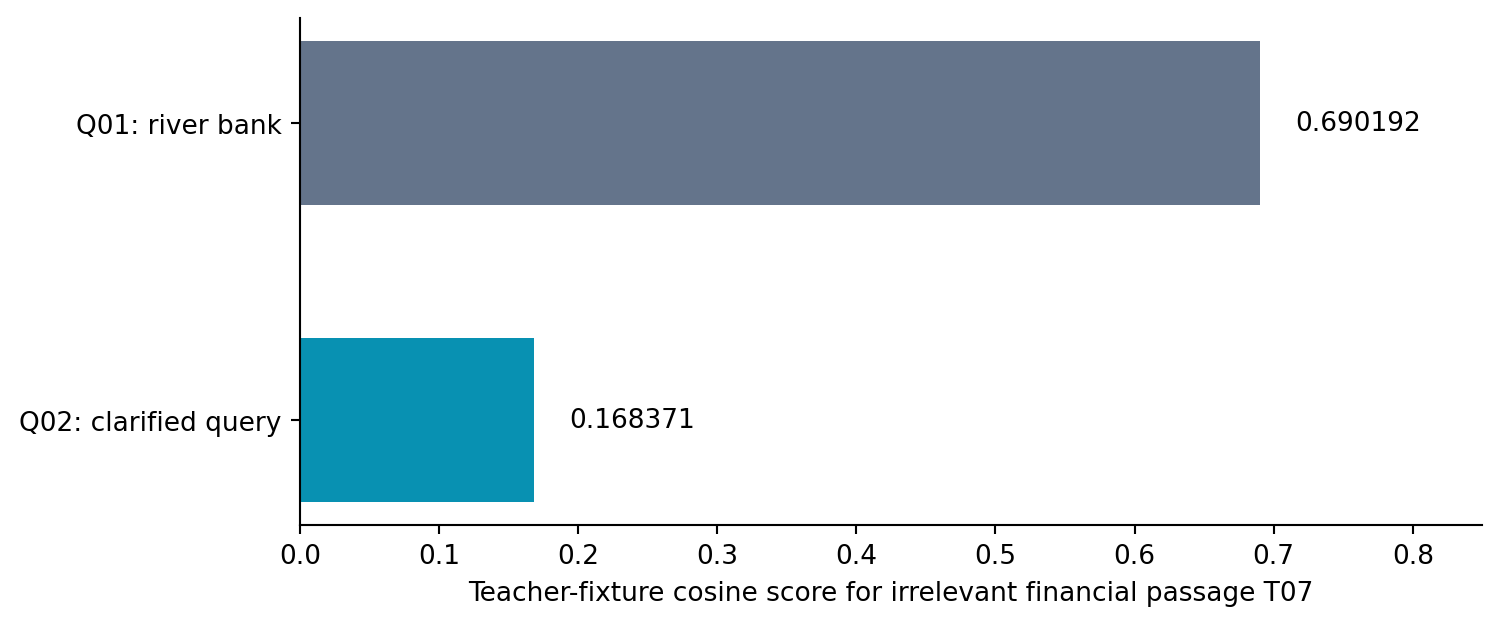 Q01: river bank
0.690192
Q02: clarified query
0.168371
0.0 0.1 0.2 0.3 0.4 0.5 0.6 0.7 0.8
Teacher-fixture cosine score for irrelevant financial passage T07